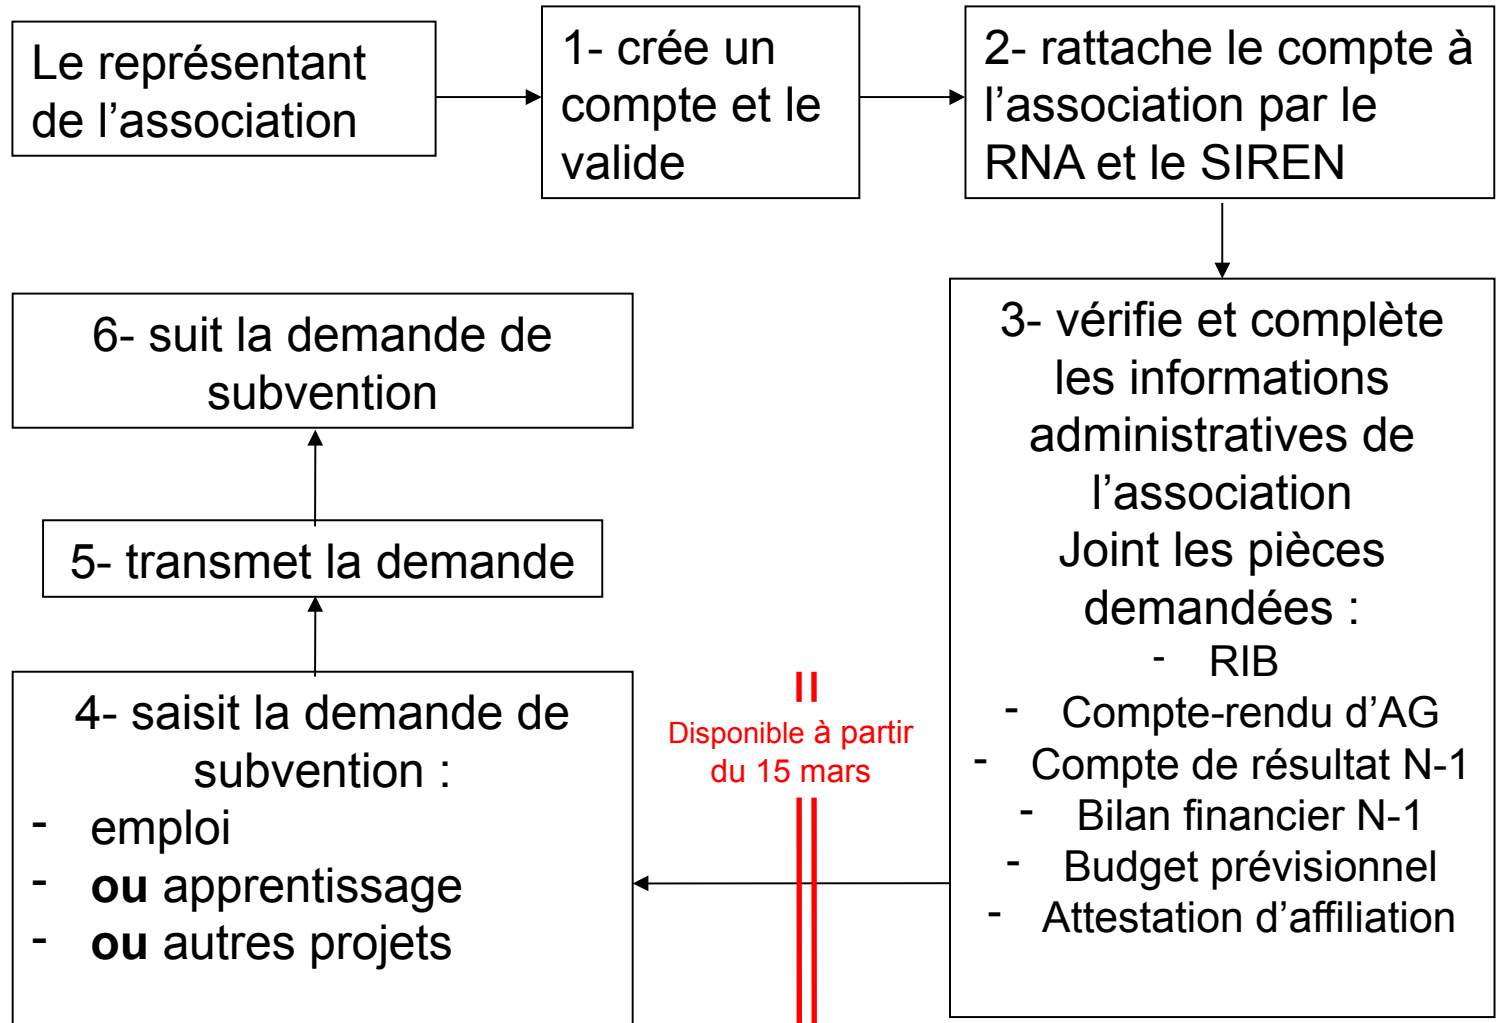 Le représentant
de l’association
1- crée un
compte et le
valide
2- rattache le compte à
l’association par le
RNA et le SIREN
3- vérifie et complète
les informations
administratives de
l’association
Joint les pièces
demandées :
- RIB
- Compte-rendu d’AG
- Compte de résultat N-1
- Bilan financier N-1
- Budget prévisionnel
- Attestation d’affiliation
Disponible à partir
du 15 mars
4- saisit la demande de
subvention :
- emploi
- ou apprentissage
- ou autres projets
5- transmet la demande
6- suit la demande de
subvention